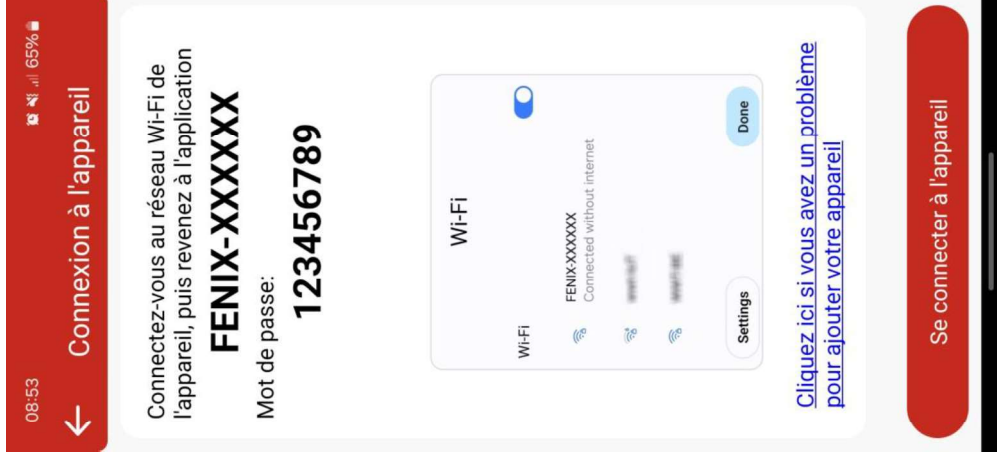 08:53
65%
Connexion à l'appareil
Connectez-vous au réseau Wi-Fi de
l'appareil, puis revenez à l'application
FENIX-XXXXXX
Mot de passe:
123456789
Wi-Fi
Wi-Fi
FENIX-XXXXXX
Connected without internet
Settings
Done
Cliquez ici si vous avez un problème
pour ajouter votre appareil
Se connecter à l'appareil